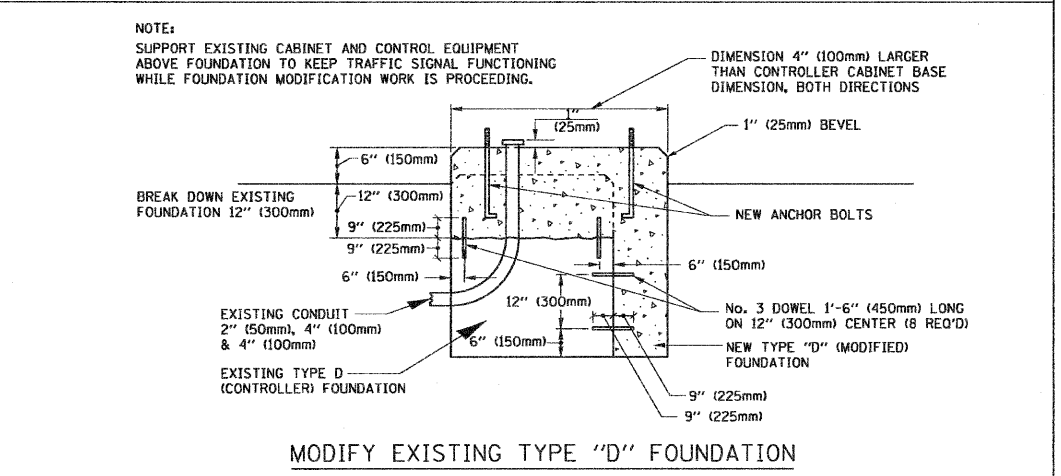 NOTE:
SUPPORT EXISTING CABINET AND CONTROL EQUIPMENT
ABOVE FOUNDATION TO KEEP TRAFFIC SIGNAL FUNCTIONING
WHILE FOUNDATION MODIFICATION WORK IS PROCEEDING.
DIMENSION 4" (100mm) LARGER
THAN CONTROLLER CABINET BASE
DIMENSION, BOTH DIRECTIONS
1"
(25mm)
1" (25mm) BEVEL
6" (150mm)
BREAK DOWN EXISTING
FOUNDATION 12" (300mm)
12" (300mm)
9" (225mm)
9" (225mm)
NEW ANCHOR BOLTS
6" (150mm)
6" (150mm)
12" (300mm)
6" (150mm)
EXISTING CONDUIT
2" (50mm), 4" (100mm)
& 4" (100mm)
No. 3 DOWEL 1'-6" (450mm) LONG
ON 12" (300mm) CENTER (8 REQ'D)
NEW TYPE "D" (MODIFIED)
FOUNDATION
EXISTING TYPE D
(CONTROLLER) FOUNDATION
9" (225mm)
9" (225mm)
MODIFY EXISTING TYPE "D" FOUNDATION